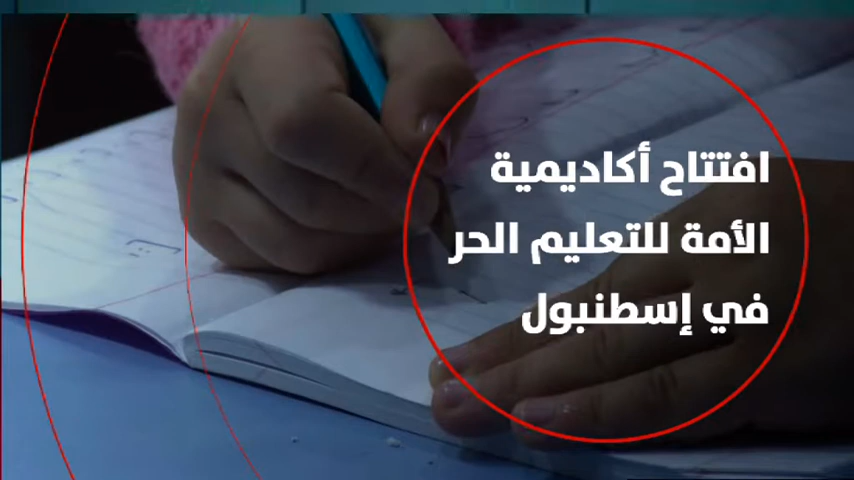 افتتاح أكاديمية
الأمة للتعليم الحر
في إسطنبول